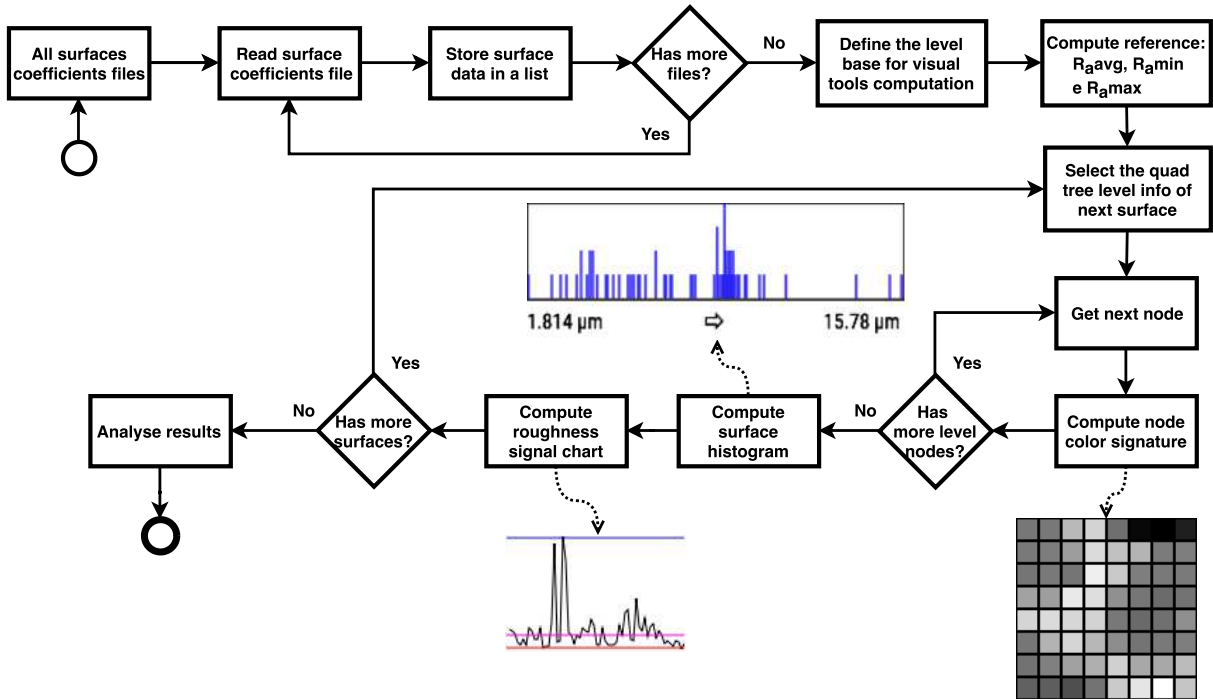 All surfaces
coefficients files
Read surface
coefficients file
Store surface
data in a list
Has more
files?
No
Yes
Define the level
base for visual
tools computation
Compute reference:
Raavg, Ramin
e Ramax
Select the quad
tree level info of
next surface
1.814 µm
⇨
15.78 µm
Get next node
Yes
Compute node
color signature
Has
more level
nodes?
No
Compute
surface
histogram
Compute
roughness
signal chart
Yes
Has more
surfaces?
No
Analyse results